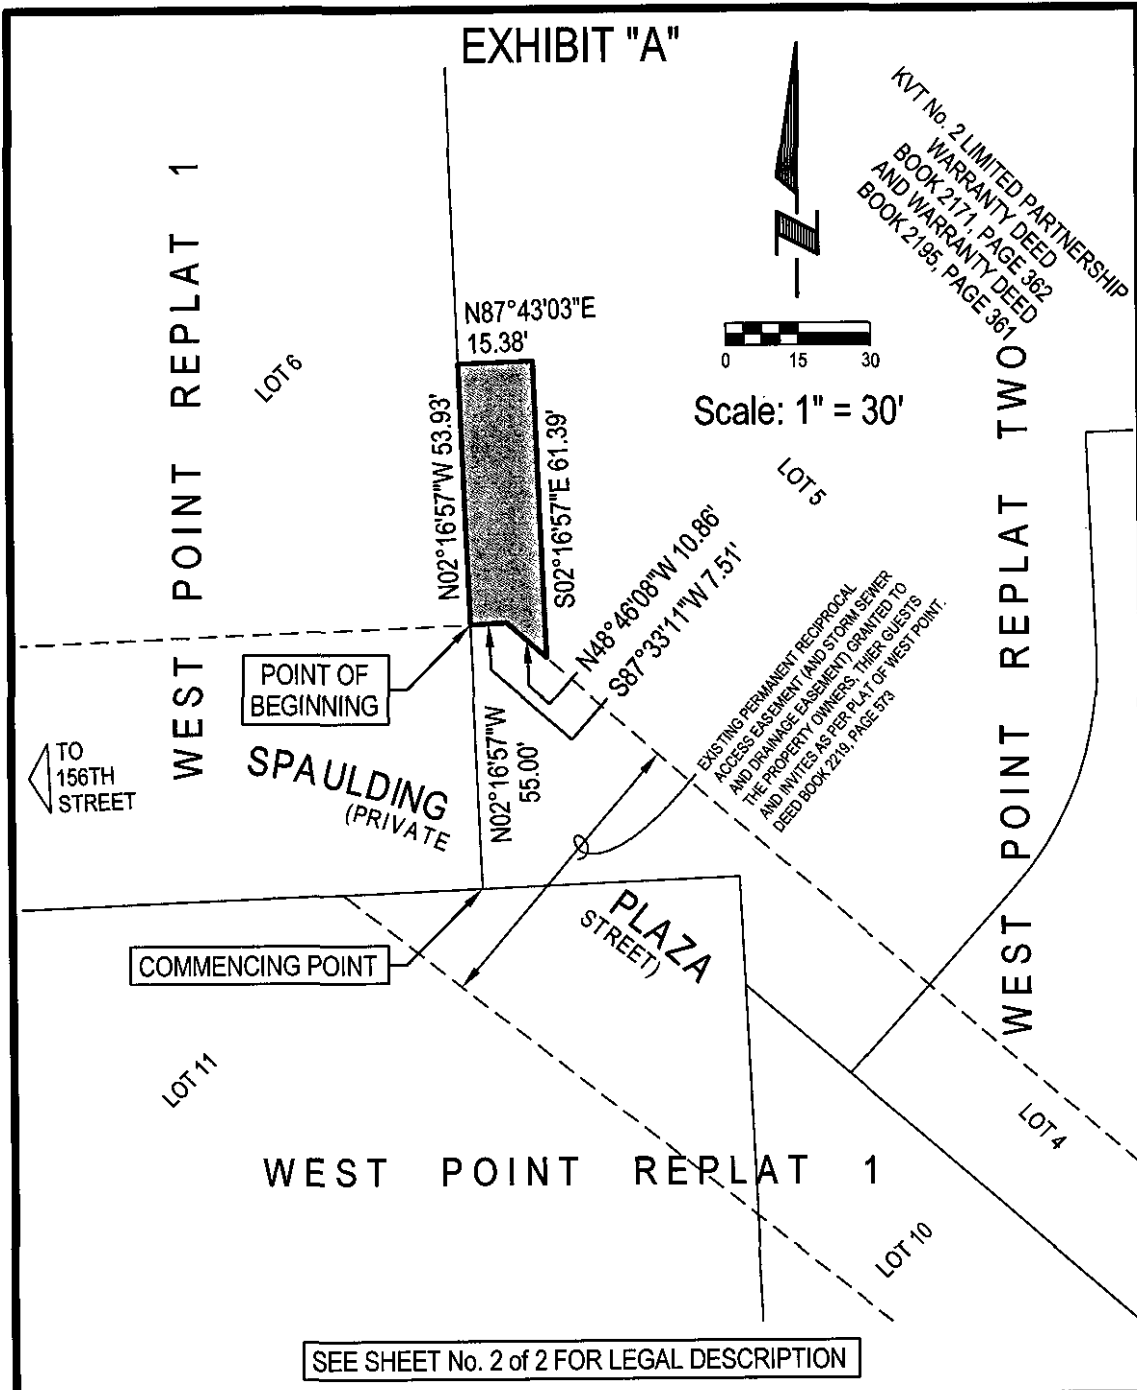 EXHIBIT "A"
KVT No. 2 LIMITED PARTNERSHIP
WARRANTY DEED
BOOK 2171, PAGE 362
AND WARRANTY DEED
BOOK 2195, PAGE 361
WEST POINT REPLAT 1
LOT 6
N87°43'03"E
15.38'
0 15 30
Scale: 1" = 30'
WEST POINT REPLAT TWO
N02°16'57"W 53.93'
S02°16'57"E 61.39'
LOT 5
N48°46'08"W 10.86'
S87°33'11"W 7.51'
EXISTING PERMANENT RECIPROCAL
ACCESS EASEMENT (AND STORM SEWER
AND DRAINAGE EASEMENT) GRANTED TO
THE PROPERTY OWNERS, THIER GUESTS
AND INVITES AS PER PLAT OF WEST POINT.
DEED BOOK 2219, PAGE 573
POINT OF
BEGINNING
TO
156TH
STREET
SPAULDING
(PRIVATE
N02°16'57"W
55.00'
PLAZA
STREET)
COMMENCING POINT
LOT 11
LOT 4
WEST POINT REPLAT 1
LOT 10
SEE SHEET No. 2 of 2 FOR LEGAL DESCRIPTION